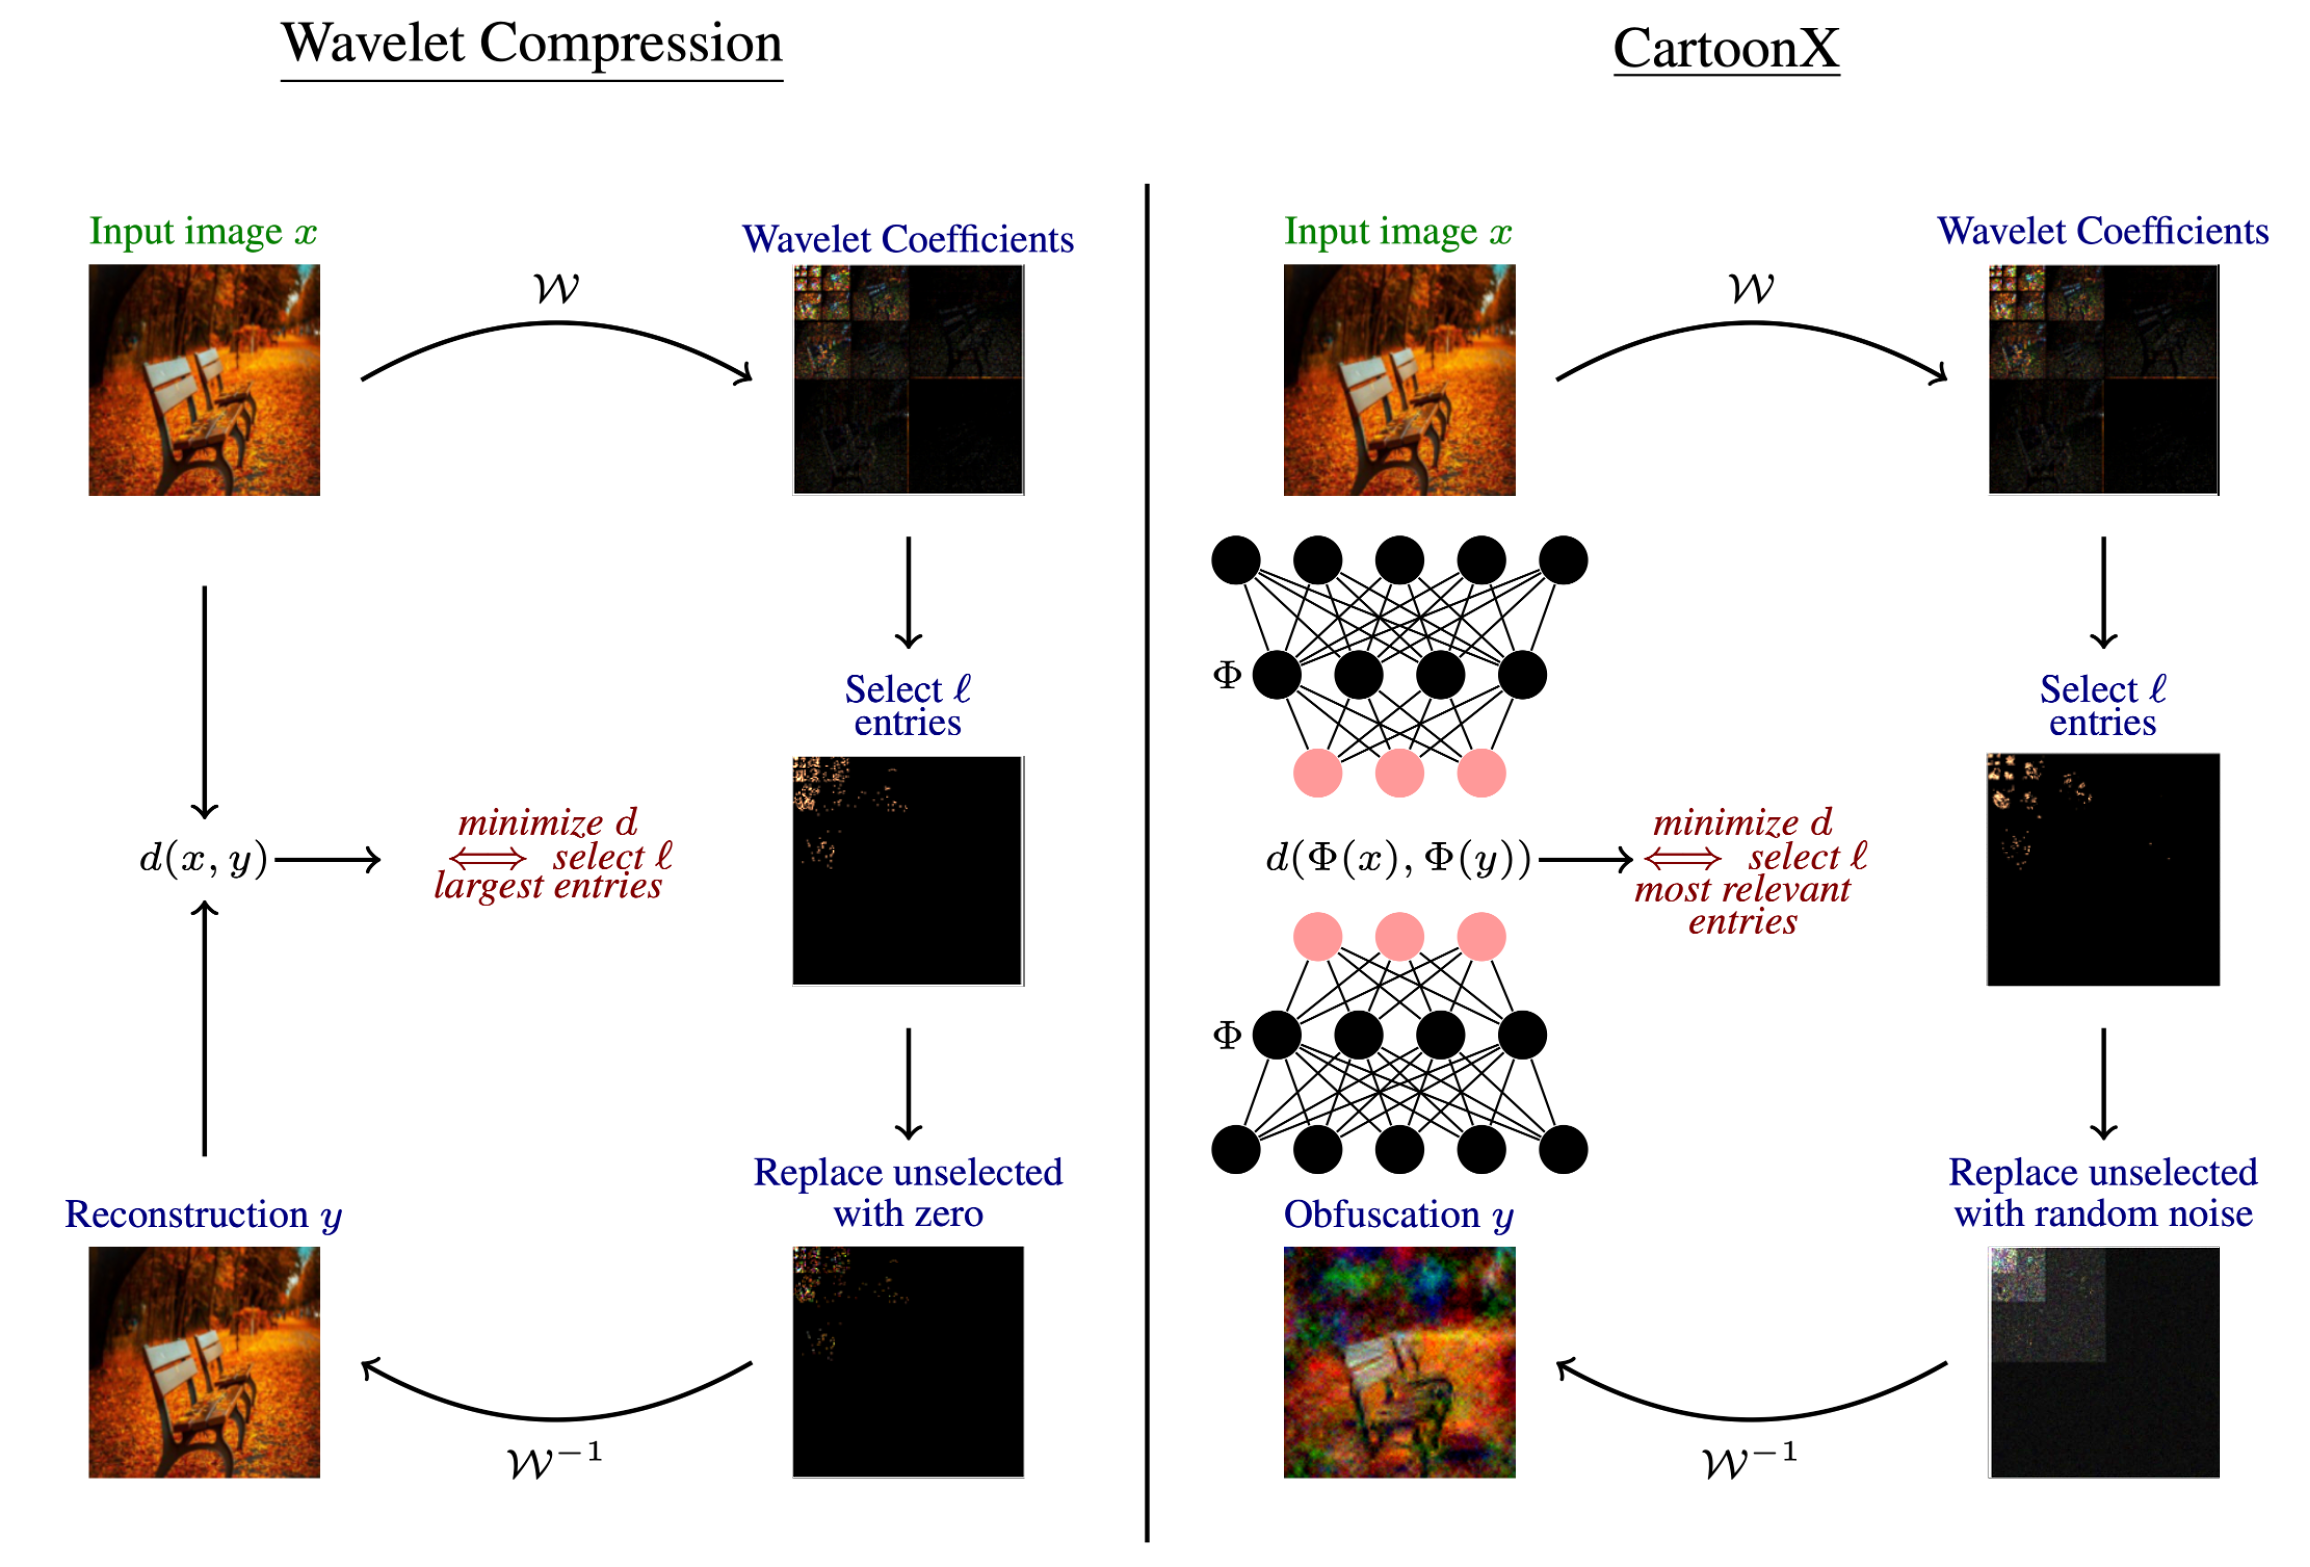 Wavelet Compression
Input image x
𝒲
Wavelet Coefficients
Select ℓ
entries
d(x, y)
minimize d
⟺ select ℓ
largest entries
Reconstruction y
Replace unselected
with zero
𝒲⁻¹
CartoonX
Input image x
𝒲
Wavelet Coefficients
Φ
Select ℓ
entries
d(Φ(x), Φ(y))
minimize d
⟺ select ℓ
most relevant
entries
Φ
Obfuscation y
Replace unselected
with random noise
𝒲⁻¹